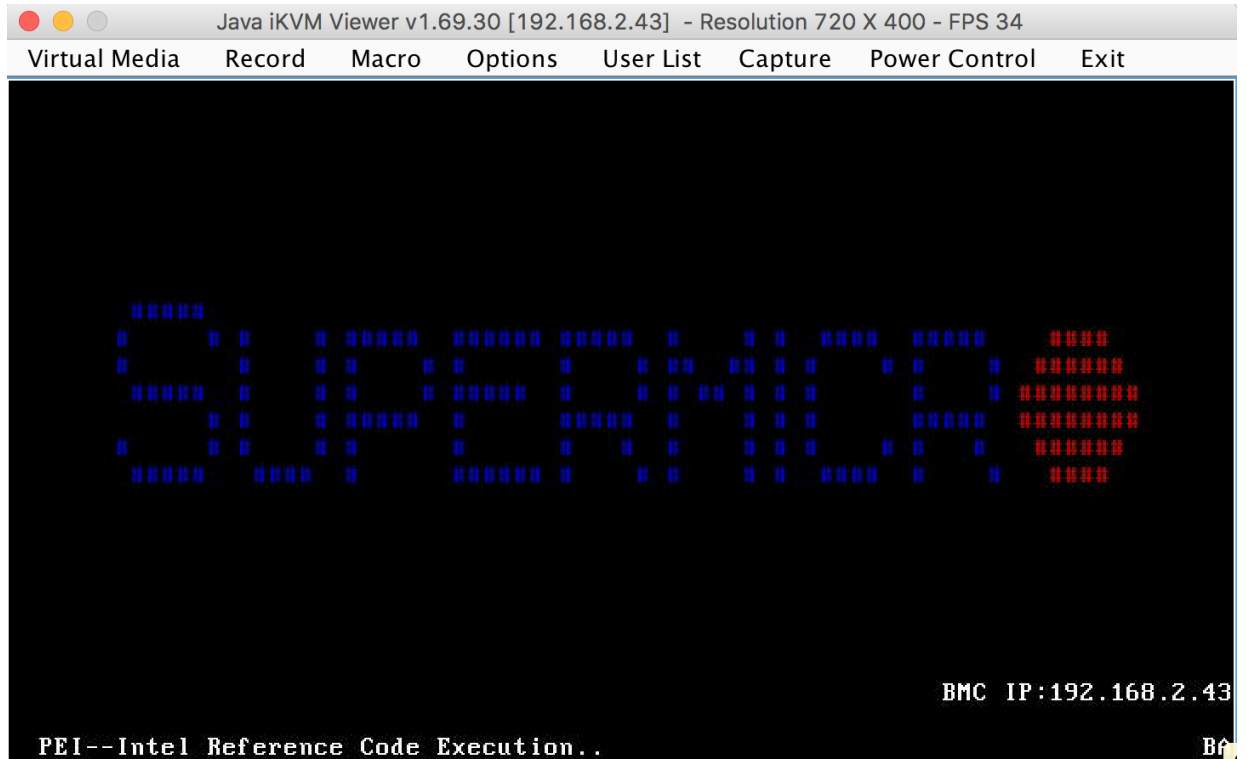 Java iKVM Viewer v1.69.30 [192.168.2.43] - Resolution 720 X 400 - FPS 34
Virtual Media Record Macro Options User List Capture Power Control Exit
SUPERMICRO
BMC IP:192.168.2.43
PEI--Intel Reference Code Execution..